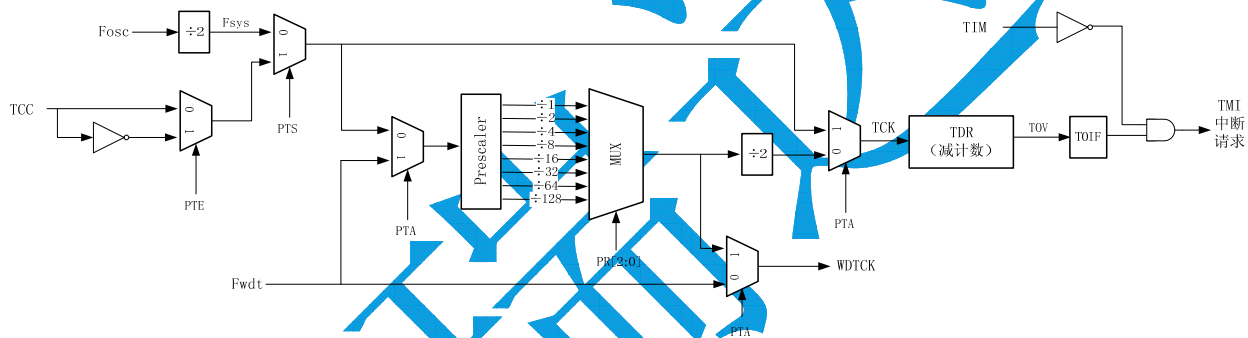 Fosc
÷2
Fsys
0
1
PTS
TCC
0
1
PTE
0
1
PTA
Prescaler
÷1
÷2
÷4
÷8
÷16
÷32
÷64
÷128
MUX
PR[2:0]
÷2
1
0
PTA
TCK
TDR
(减计数)
TOV
TOIF
TIM
TMI
中断
请求
Fwdt
1
0
PTA
WDTCK